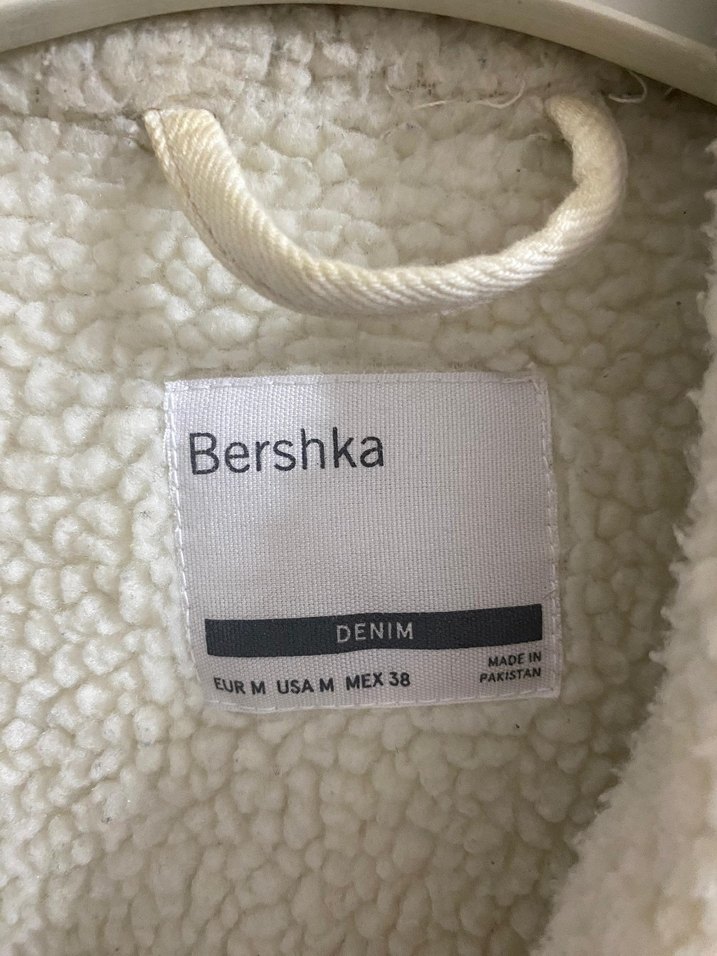 Bershka
DENIM
EUR M USA M MEX 38
MADE IN
PAKISTAN